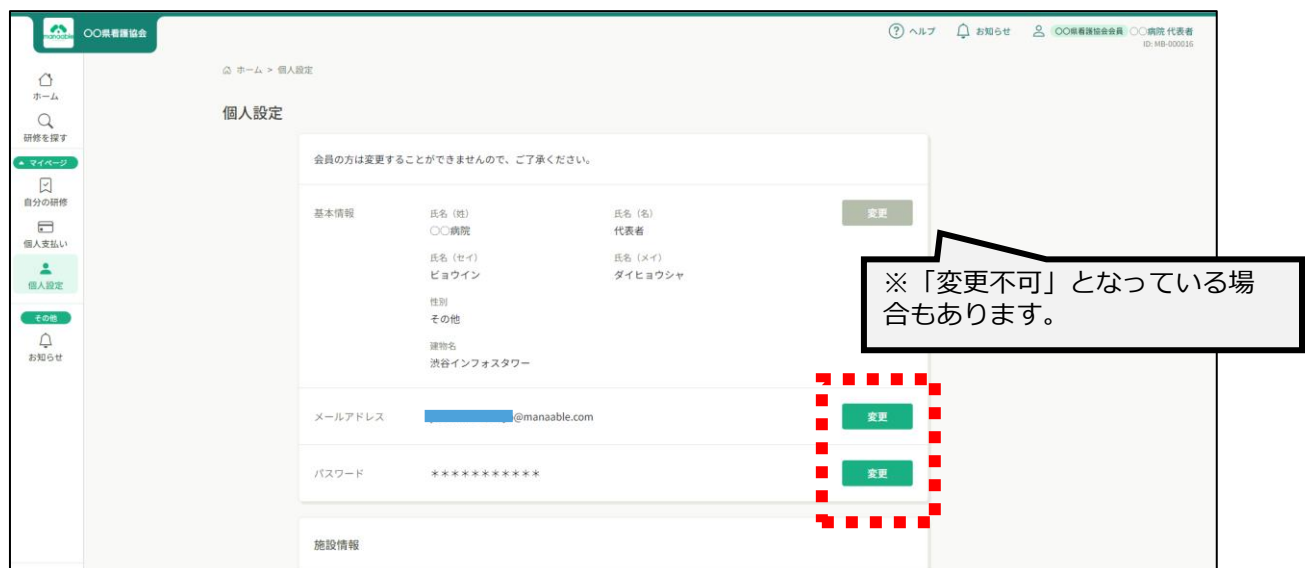 manaable
〇〇県看護協会
? ヘルプ
お知らせ
〇〇県看護協会会員 〇〇病院 代表者
ID: MB-000016
ホーム
研修を探す
マイページ
自分の研修
個人支払い
個人設定
その他
お知らせ
ホーム > 個人設定
個人設定
会員の方は変更することができませんので、ご了承ください。
基本情報
氏名（姓）
〇〇病院
氏名（名）
代表者
変更
氏名（セイ）
ビョウイン
氏名（メイ）
ダイヒョウシャ
性別
その他
建物名
渋谷インフォスタワー
※「変更不可」となっている場
合もあります。
メールアドレス
@manaable.com
変更
パスワード
***********
変更
施設情報